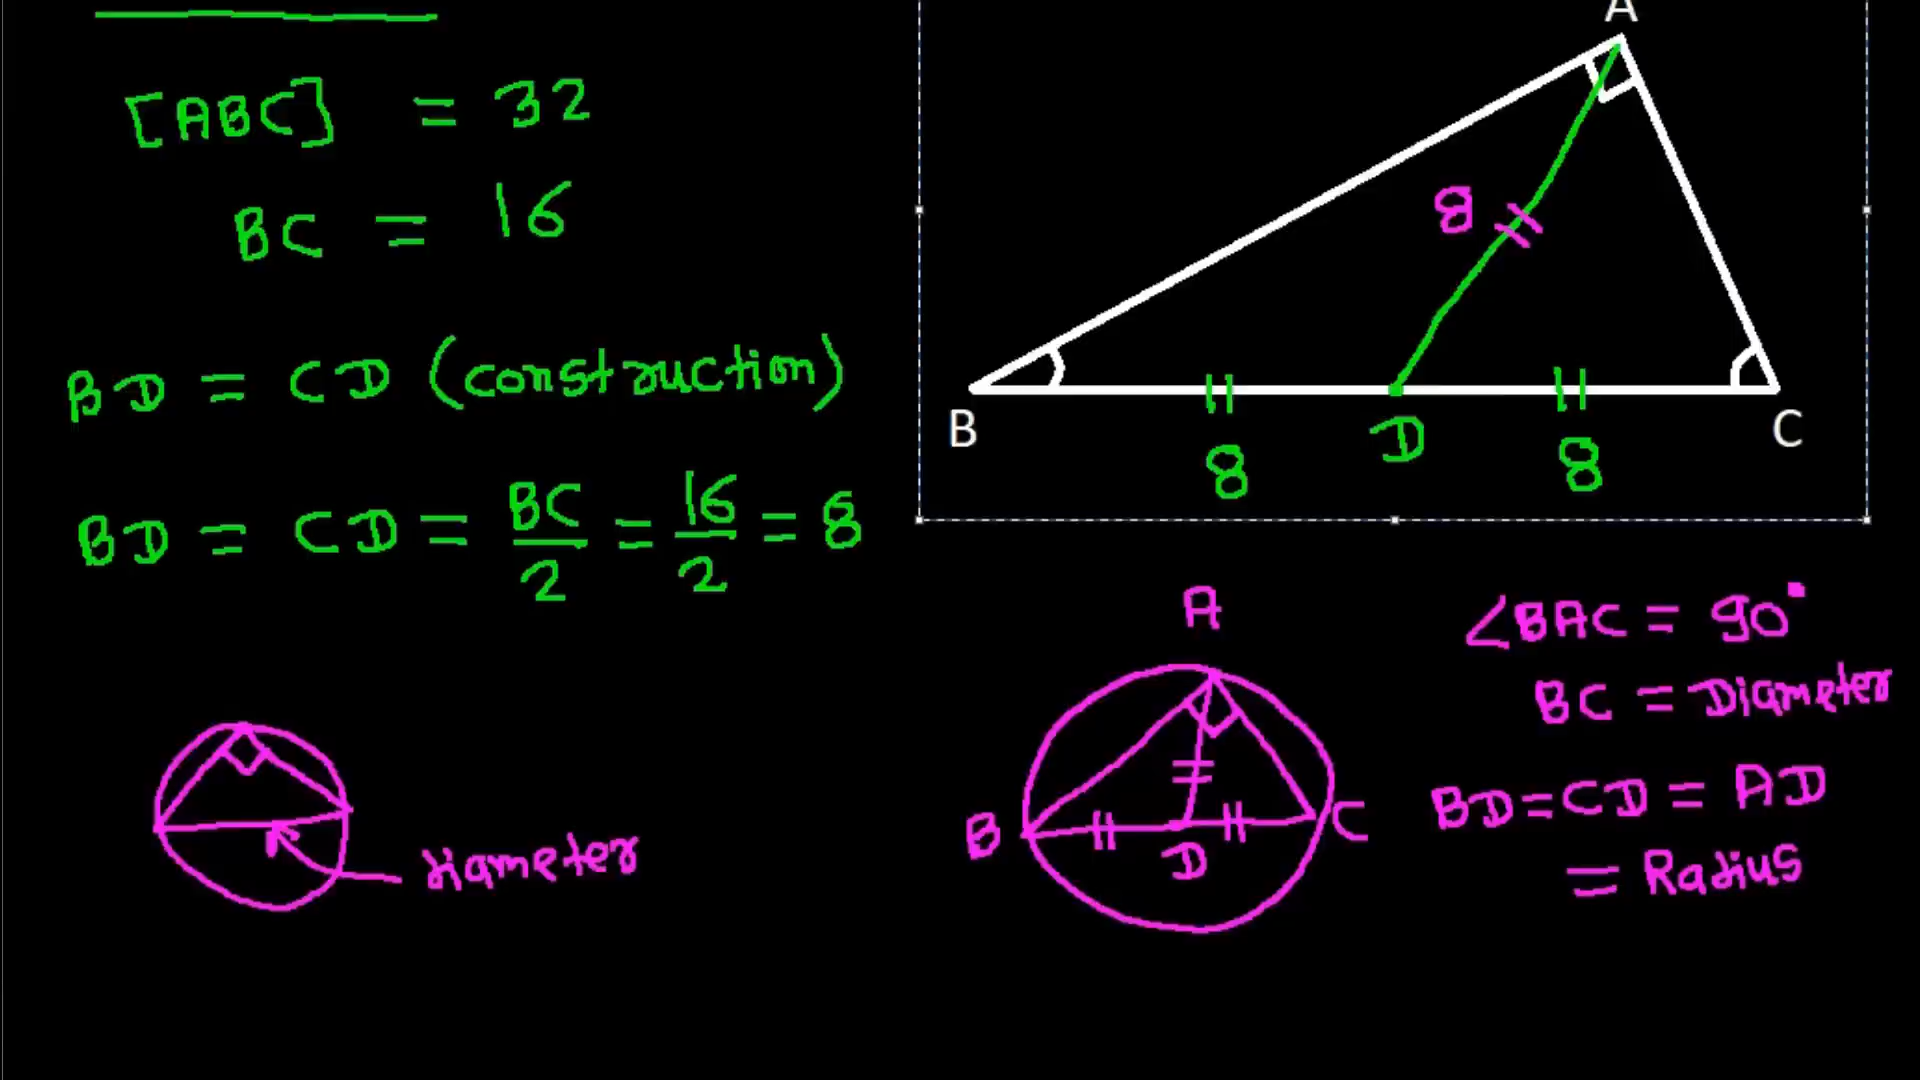 [ABC] = 32
BC = 16
BD = CD (construction)
BD = CD = BC/2 = 16/2 = 8
A
8
B
D
C
8
8
diameter
A
B
D
C
∠BAC = 90°
BC = Diameter
BD = CD = AD
= Radius